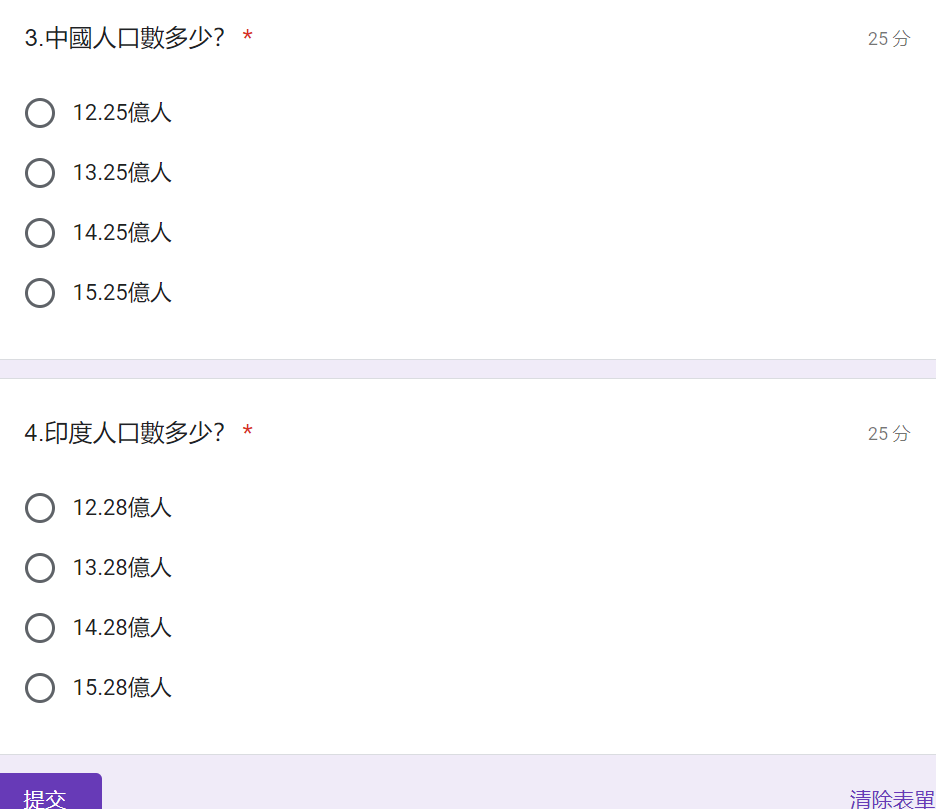 3.中國人口數多少? *
25 分
12.25億人
13.25億人
14.25億人
15.25億人
4.印度人口數多少? *
25 分
12.28億人
13.28億人
14.28億人
15.28億人
提交
清除表單